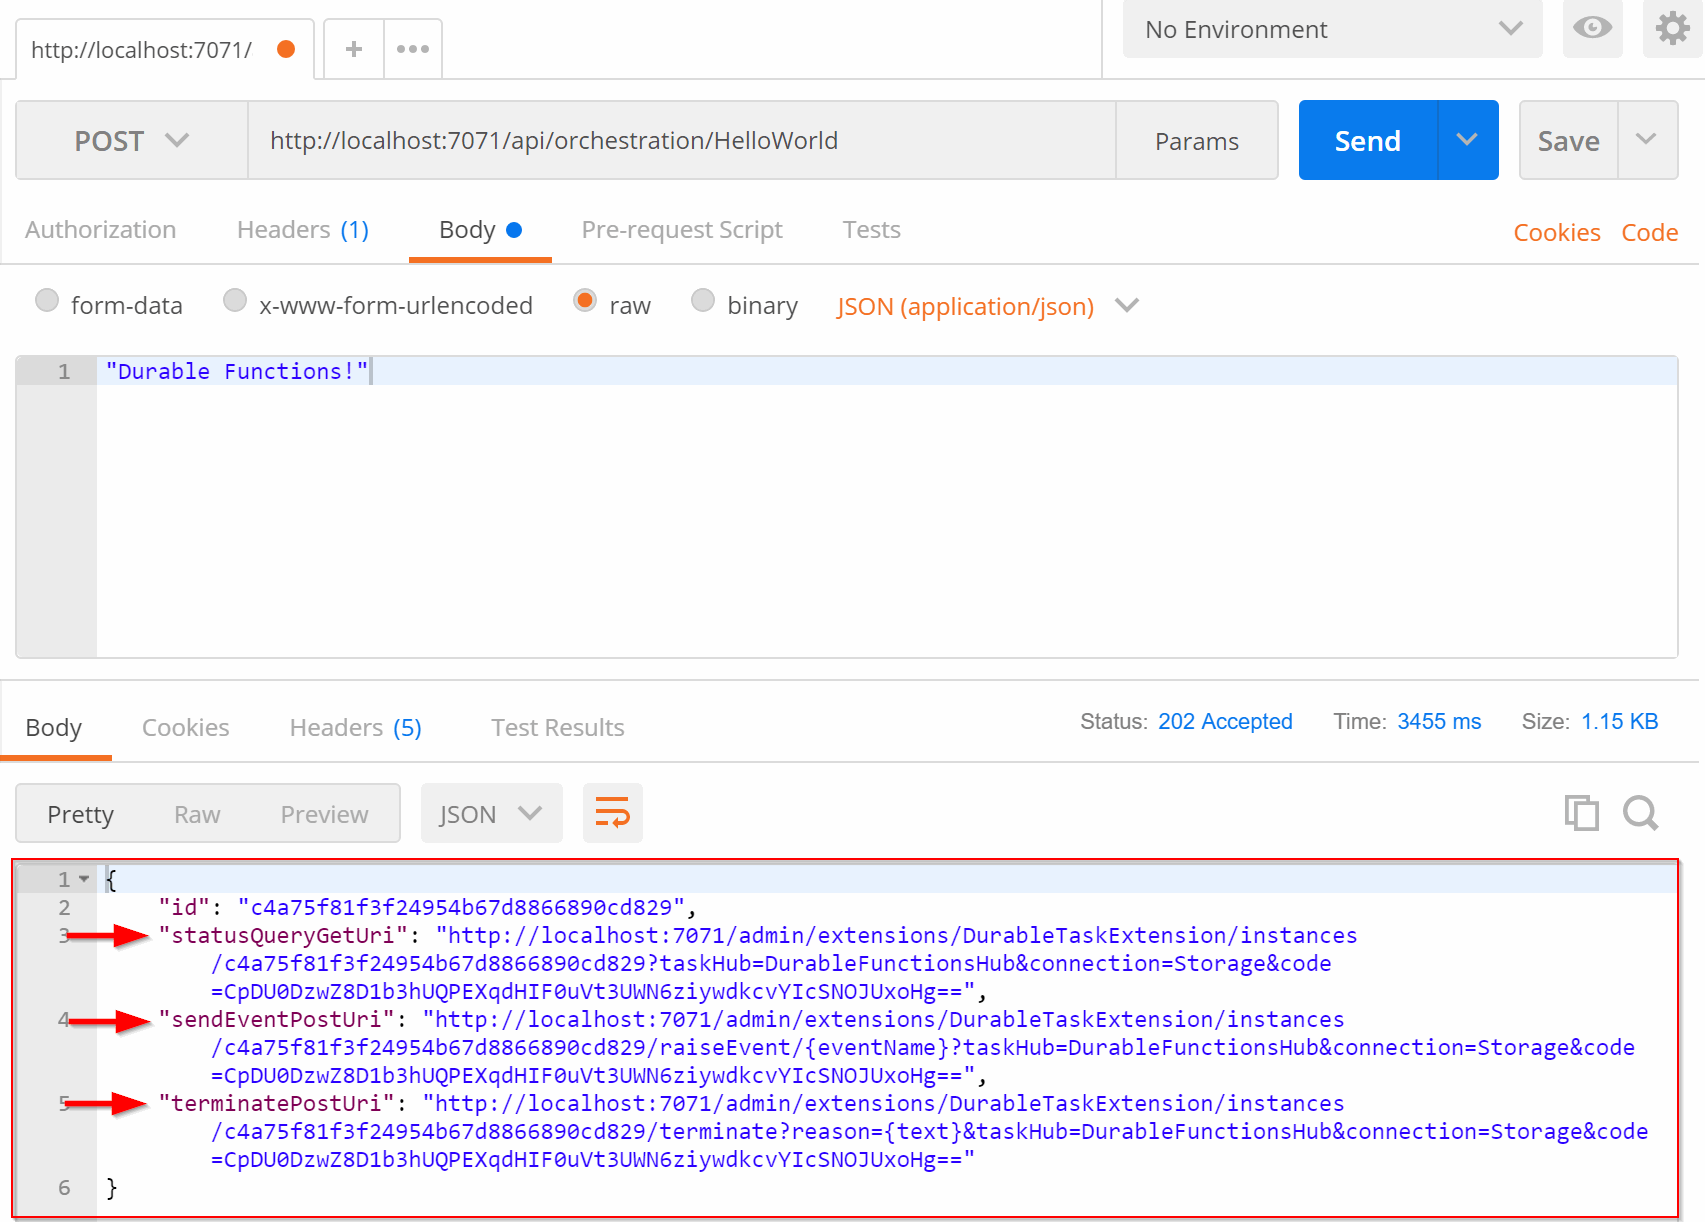 http://localhost:7071/
No Environment
POST http://localhost:7071/api/orchestration/HelloWorld Params Send Save
Authorization Headers (1) Body Pre-request Script Tests Cookies Code
form-data x-www-form-urlencoded raw binary JSON (application/json)
1 "Durable Functions!"
Body Cookies Headers (5) Test Results Status: 202 Accepted Time: 3455 ms Size: 1.15 KB
Pretty Raw Preview JSON
1 {
2 "id": "c4a75f81f3f24954b67d8866890cd829",
3 "statusQueryGetUri": "http://localhost:7071/admin/extensions/DurableTaskExtension/instances
/c4a75f81f3f24954b67d8866890cd829?taskHub=DurableFunctionsHub&connection=Storage&code
=CpDU0DzwZ8D1b3hUQPEXqdHIF0uVt3UWN6ziywdkcvYIcSNOJUxoHg==",
4 "sendEventPostUri": "http://localhost:7071/admin/extensions/DurableTaskExtension/instances
/c4a75f81f3f24954b67d8866890cd829/raiseEvent/{eventName}?taskHub=DurableFunctionsHub&connection=Storage&code
=CpDU0DzwZ8D1b3hUQPEXqdHIF0uVt3UWN6ziywdkcvYIcSNOJUxoHg==",
5 "terminatePostUri": "http://localhost:7071/admin/extensions/DurableTaskExtension/instances
/c4a75f81f3f24954b67d8866890cd829/terminate?reason={text}&taskHub=DurableFunctionsHub&connection=Storage&code
=CpDU0DzwZ8D1b3hUQPEXqdHIF0uVt3UWN6ziywdkcvYIcSNOJUxoHg=="
6 }